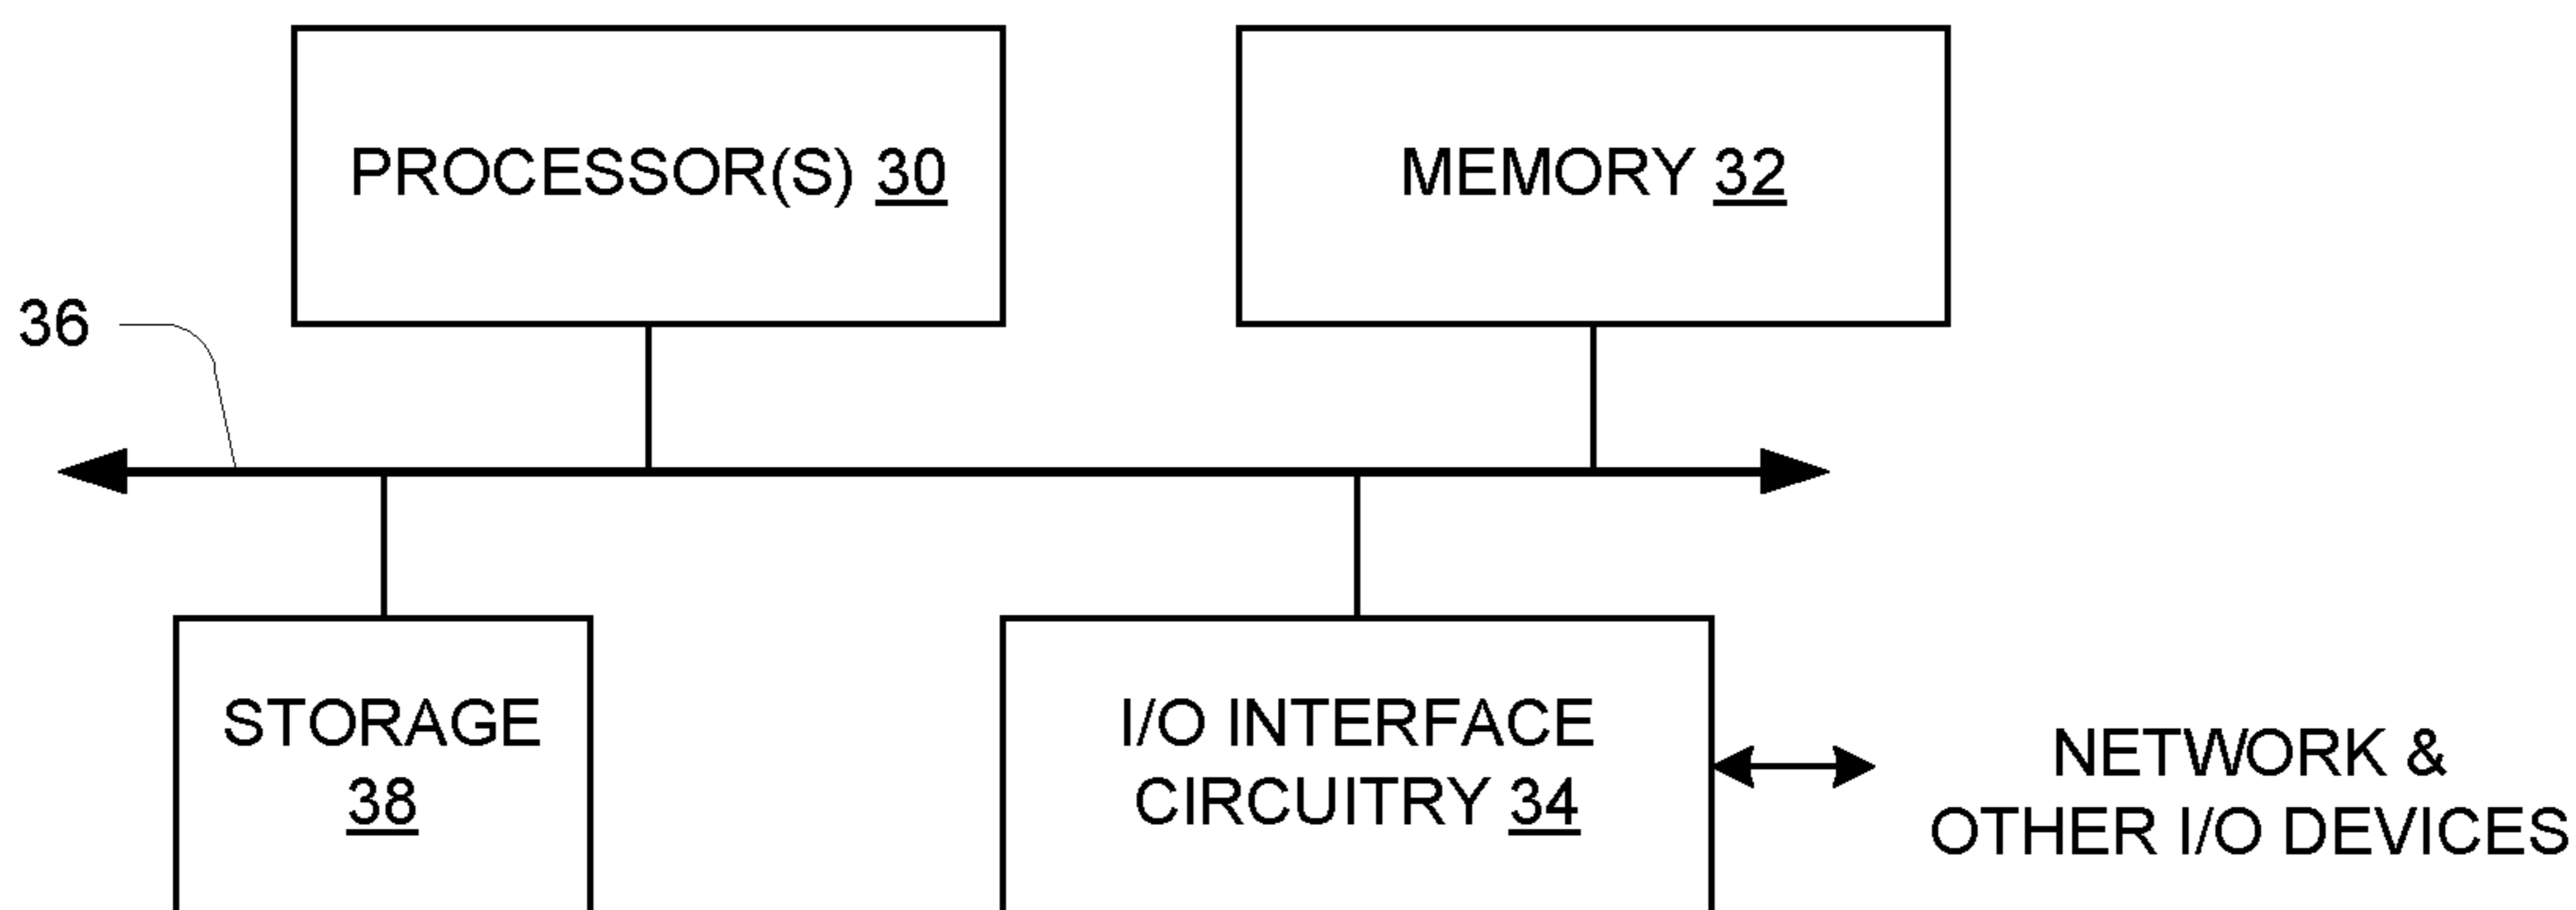 PROCESSOR(S) 30
MEMORY 32
36
STORAGE
38
I/O INTERFACE
CIRCUITRY 34
NETWORK &
OTHER I/O DEVICES